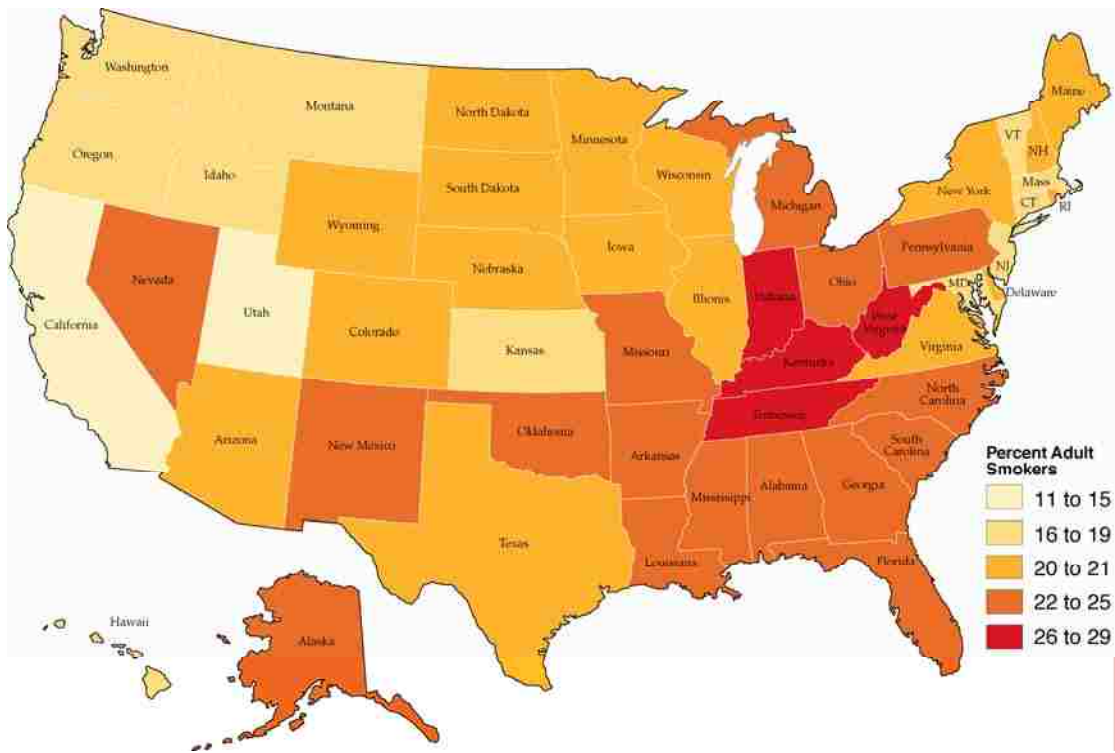 Washington
Montana
North Dakota
Minnesota
Maine
VT
NH
Oregon
Idaho
South Dakota
Wisconsin
Michigan
New York
Mass
CT
RI
Wyoming
Iowa
Nebraska
Pennsylvania
NJ
Nevada
Utah
Colorado
Illinois
Indiana
Ohio
MD
Delaware
California
Kansas
Missouri
West
Virginia
Virginia
Kentucky
North
Carolina
Tennessee
Arizona
New Mexico
Oklahoma
Arkansas
South
Carolina
Mississippi
Alabama
Georgia
Texas
Louisiana
Florida
Hawaii
Alaska
Percent Adult
Smokers
11 to 15
16 to 19
20 to 21
22 to 25
26 to 29